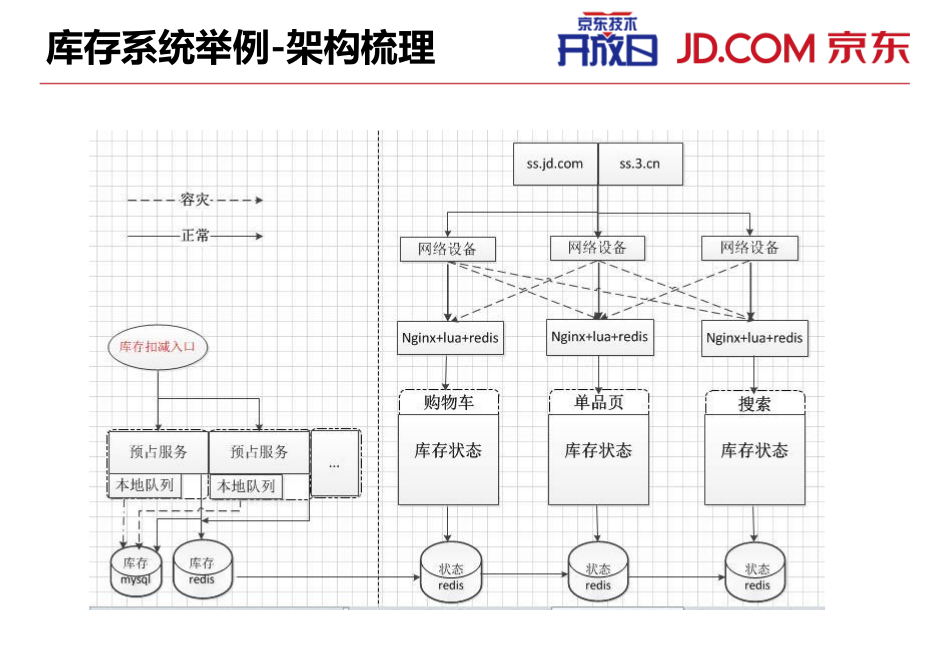 库存系统举例-架构梳理
京东技术
开放日
JD.COM 京东
ss.jd.com
ss.3.cn
容灾
正常
网络设备
网络设备
网络设备
Nginx+lua+redis
Nginx+lua+redis
Nginx+lua+redis
库存扣减入口
购物车
单品页
搜索
库存状态
库存状态
库存状态
预占服务
预占服务
...
本地队列
本地队列
库存
mysql
库存
redis
状态
redis
状态
redis
状态
redis